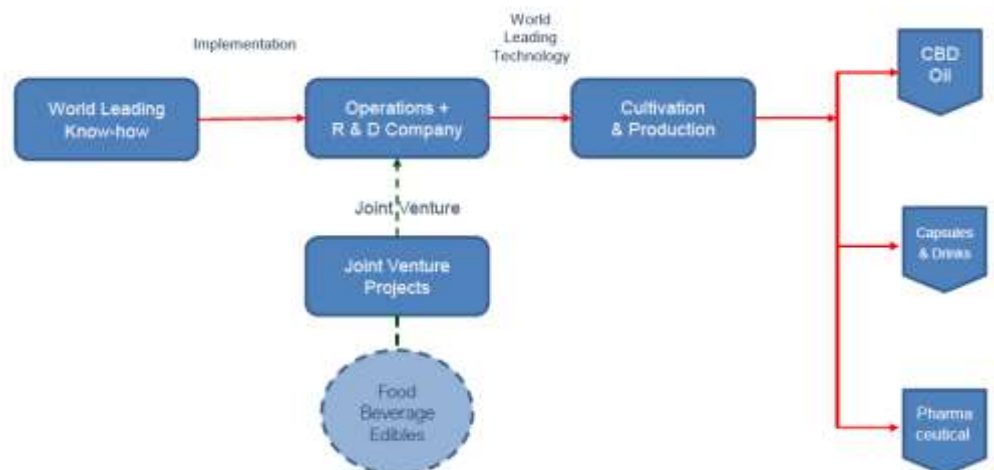 Implementation
World
Leading
Technology
CBD
Oil
World Leading
Know-how
Operations +
R & D Company
Cultivation
& Production
Joint Venture
Joint Venture
Projects
Capsules
& Drinks
Food
Beverage
Edibles
Pharma
ceutical